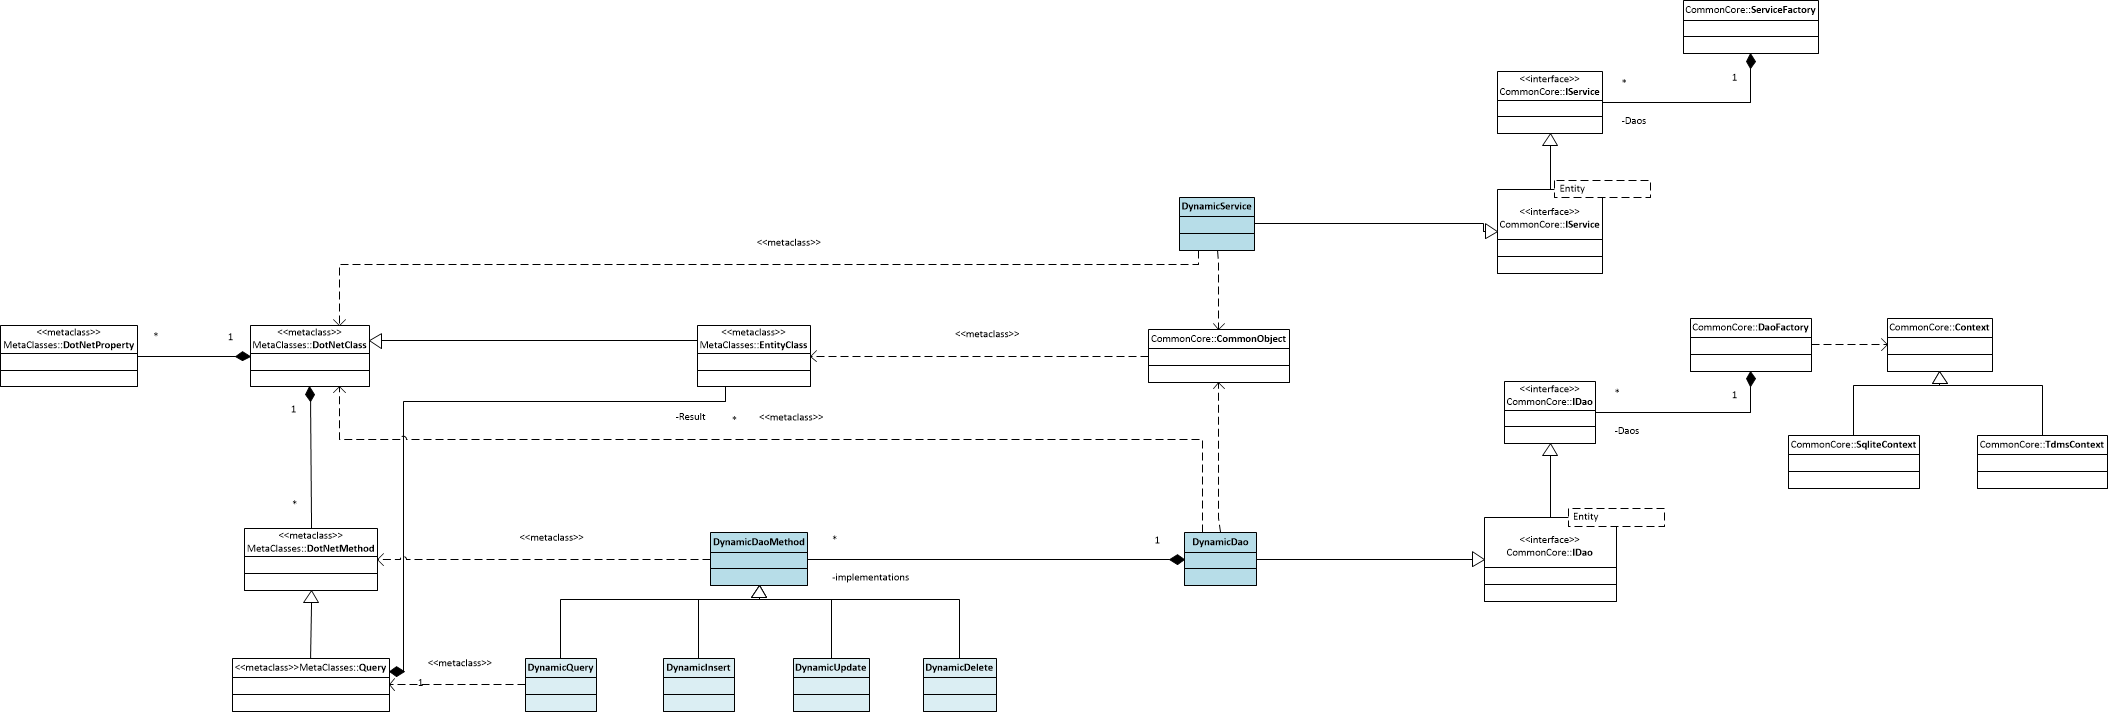 CommonCore::ServiceFactory
1
<<interface>>
CommonCore::IService
*
-Daos
Entity
<<interface>>
CommonCore::IService
DynamicService
<<metaclass>>
<<metaclass>>
MetaClasses::DotNetProperty
*
1
<<metaclass>>
MetaClasses::DotNetClass
<<metaclass>>
MetaClasses::EntityClass
<<metaclass>>
CommonCore::CommonObject
CommonCore::DaoFactory
CommonCore::Context
1
<<interface>>
CommonCore::IDao
*
-Daos
CommonCore::SqliteContext
CommonCore::TdmsContext
1
-Result
*
<<metaclass>>
*
<<metaclass>>
MetaClasses::DotNetMethod
<<metaclass>>
DynamicDaoMethod
*
-implementations
1
DynamicDao
Entity
<<interface>>
CommonCore::IDao
<<metaclass>>MetaClasses::Query
<<metaclass>>
1
DynamicQuery
DynamicInsert
DynamicUpdate
DynamicDelete